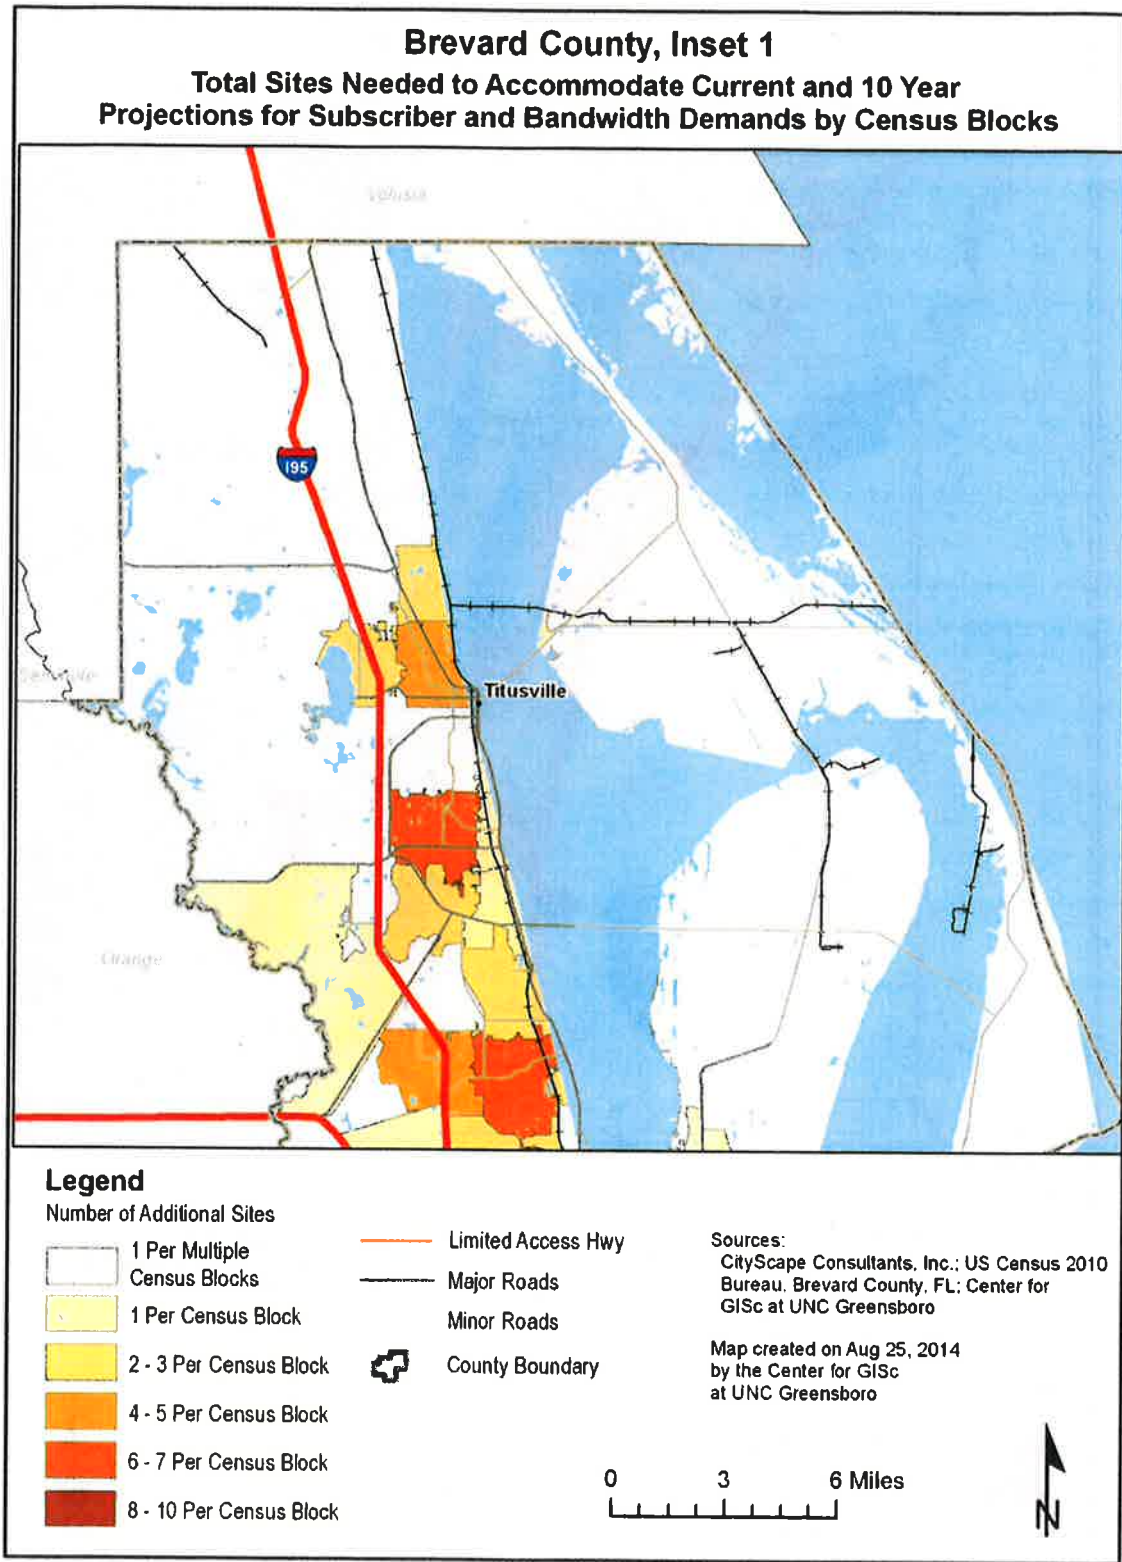 Brevard County, Inset 1
Total Sites Needed to Accommodate Current and 10 Year
Projections for Subscriber and Bandwidth Demands by Census Blocks
Volusia
195
Titusville
Seminole
Orange
Legend
Number of Additional Sites
1 Per Multiple
Census Blocks
1 Per Census Block
2 - 3 Per Census Block
4 - 5 Per Census Block
6 - 7 Per Census Block
8 - 10 Per Census Block
Limited Access Hwy
Major Roads
Minor Roads
County Boundary
Sources:
CityScape Consultants, Inc.; US Census 2010
Bureau, Brevard County, FL; Center for
GISc at UNC Greensboro
Map created on Aug 25, 2014
by the Center for GISc
at UNC Greensboro
0 3 6 Miles
N